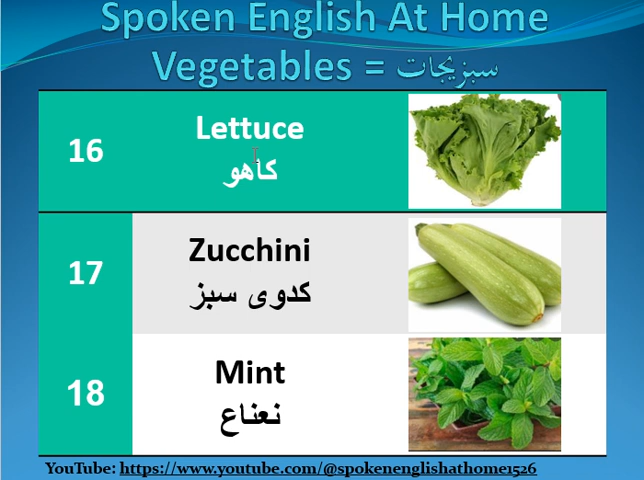 Spoken English At Home
Vegetables = سبزیجات
16
Lettuce
کاهو
17
Zucchini
کدوی سبز
18
Mint
نعناع
YouTube: https://www.youtube.com/@spokenenglishathome1526